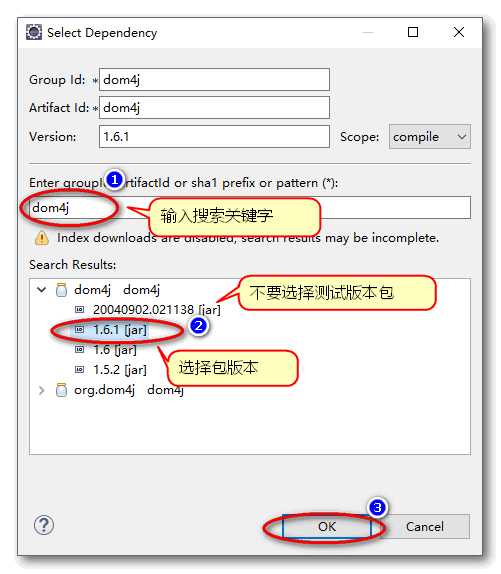 Select Dependency
Group Id: * dom4j
Artifact Id: * dom4j
Version: 1.6.1 Scope: compile
1
Enter groupId, artifactId or sha1 prefix or pattern (*):
dom4j
输入搜索关键字
Index downloads are disabled, search results may be incomplete.
Search Results:
dom4j dom4j
不要选择测试版本包
20040902.021138 [jar]
1.6.1 [jar]
2
1.6 [jar]
选择包版本
1.5.2 [jar]
org.dom4j dom4j
3
?
OK
Cancel